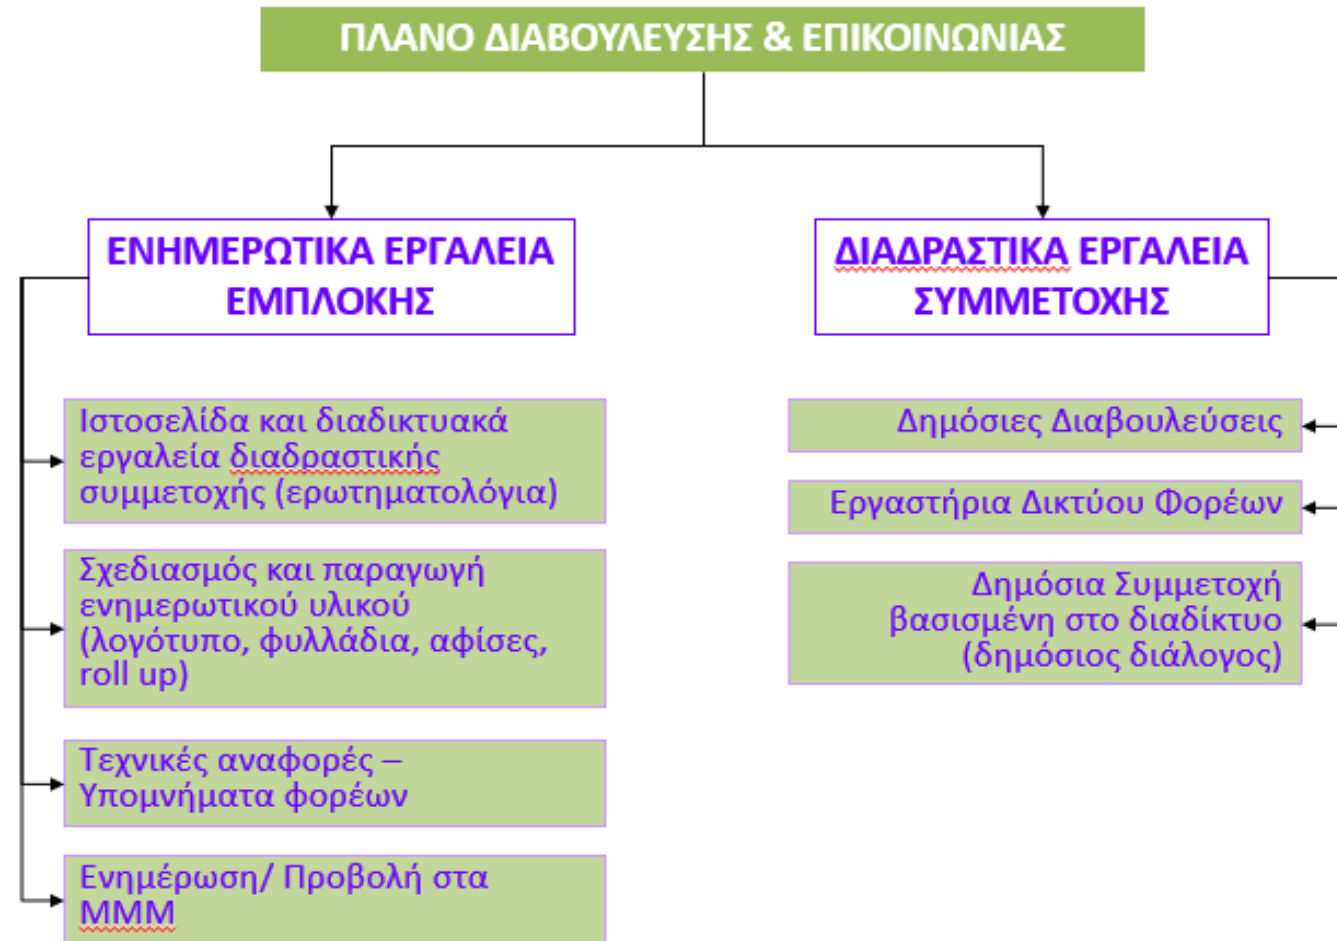 ΠΛΑΝΟ ΔΙΑΒΟΥΛΕΥΣΗΣ & ΕΠΙΚΟΙΝΩΝΙΑΣ
ΕΝΗΜΕΡΩΤΙΚΑ ΕΡΓΑΛΕΙΑ
ΕΜΠΛΟΚΗΣ
Ιστοσελίδα και διαδικτυακά
εργαλεία διαδραστικής
συμμετοχής (ερωτηματολόγια)
Σχεδιασμός και παραγωγή
ενημερωτικού υλικού
(λογότυπο, φυλλάδια, αφίσες,
roll up)
Τεχνικές αναφορές –
Υπομνήματα φορέων
Ενημέρωση/ Προβολή στα
ΜΜΜ
ΔΙΑΔΡΑΣΤΙΚΑ ΕΡΓΑΛΕΙΑ
ΣΥΜΜΕΤΟΧΗΣ
Δημόσιες Διαβουλεύσεις
Εργαστήρια Δικτύου Φορέων
Δημόσια Συμμετοχή
βασισμένη στο διαδίκτυο
(δημόσιος διάλογος)